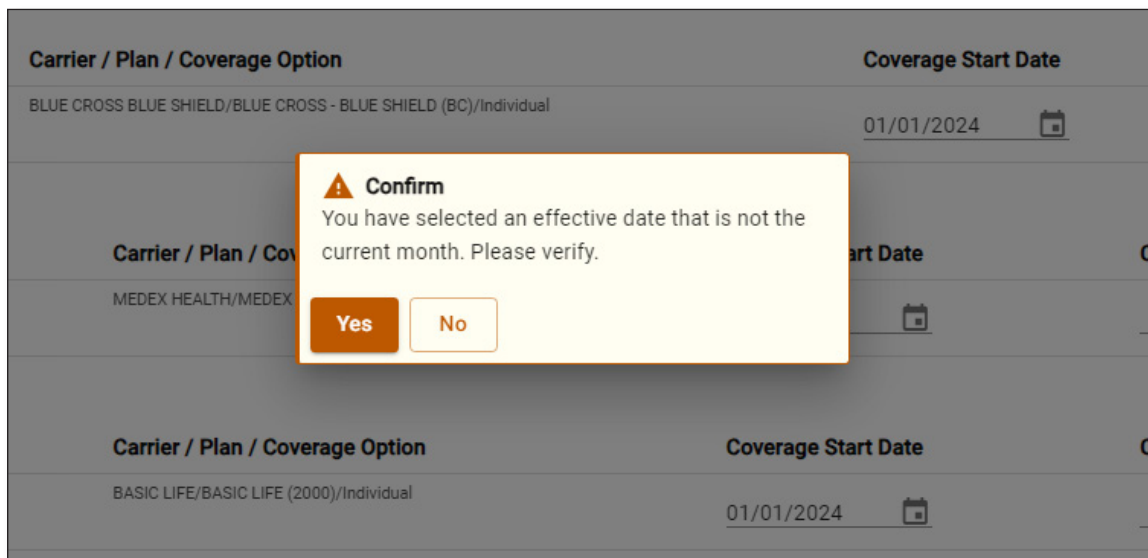 Carrier / Plan / Coverage Option Coverage Start Date
BLUE CROSS BLUE SHIELD/BLUE CROSS - BLUE SHIELD (BC)/Individual
01/01/2024
Confirm
You have selected an effective date that is not the
current month. Please verify.
Yes No
Carrier / Plan / Cov art Date C
MEDEX HEALTH/MEDEX
Carrier / Plan / Coverage Option Coverage Start Date C
BASIC LIFE/BASIC LIFE (2000)/Individual
01/01/2024